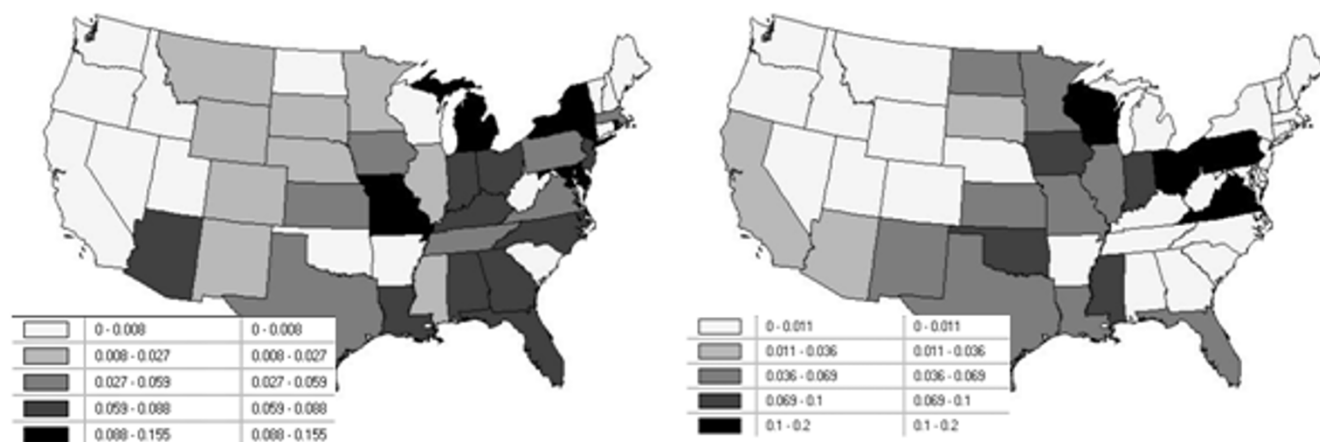 0 - 0.008 0 - 0.008
0.008 - 0.027 0.008 - 0.027
0.027 - 0.059 0.027 - 0.059
0.059 - 0.088 0.059 - 0.088
0.088 - 0.155 0.088 - 0.155
0 - 0.011 0 - 0.011
0.011 - 0.036 0.011 - 0.036
0.036 - 0.069 0.036 - 0.069
0.069 - 0.1 0.069 - 0.1
0.1 - 0.2 0.1 - 0.2